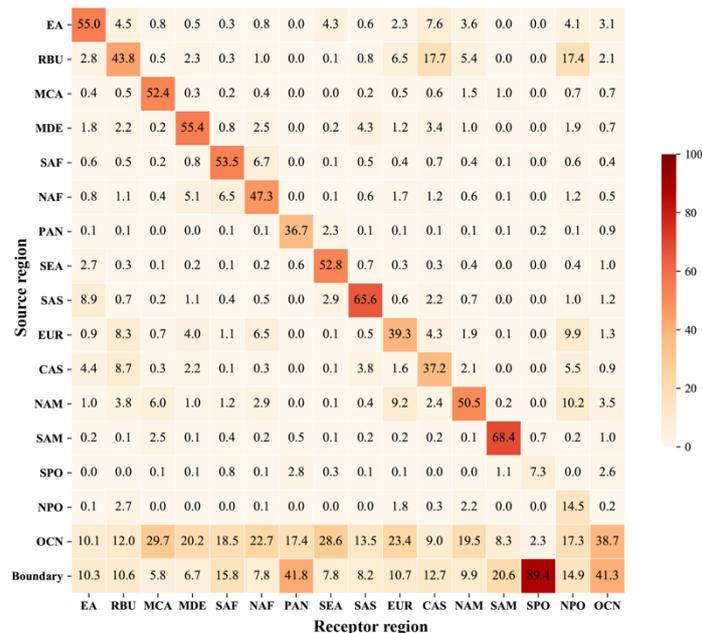 EA 55.0 4.5 0.8 0.5 0.3 0.8 0.0 4.3 0.6 2.3 7.6 3.6 0.0 0.0 4.1 3.1
RBU 2.8 43.8 0.5 2.3 0.3 1.0 0.0 0.1 0.8 6.5 17.7 5.4 0.0 0.0 17.4 2.1
MCA 0.4 0.5 52.4 0.3 0.2 0.4 0.0 0.0 0.2 0.5 0.6 1.5 1.0 0.0 0.7 0.7
MDE 1.8 2.2 0.2 55.4 0.8 2.5 0.0 0.2 4.3 1.2 3.4 1.0 0.0 0.0 1.9 0.7
SAF 0.6 0.5 0.2 0.8 53.5 6.7 0.0 0.1 0.5 0.4 0.7 0.4 0.1 0.0 0.6 0.4
NAF 0.8 1.1 0.4 5.1 6.5 47.3 0.0 0.1 0.6 1.7 1.2 0.6 0.1 0.0 1.2 0.5
PAN 0.1 0.1 0.0 0.0 0.1 0.1 36.7 2.3 0.1 0.1 0.1 0.1 0.1 0.2 0.1 0.9
SEA 2.7 0.3 0.1 0.2 0.1 0.2 0.6 52.8 0.7 0.3 0.3 0.4 0.0 0.0 0.4 1.0
SAS 8.9 0.7 0.2 1.1 0.4 0.5 0.0 2.9 65.6 0.6 2.2 0.7 0.0 0.0 1.0 1.2
EUR 0.9 8.3 0.7 4.0 1.1 6.5 0.0 0.1 0.5 39.3 4.3 1.9 0.1 0.0 9.9 1.3
CAS 4.4 8.7 0.3 2.2 0.1 0.3 0.0 0.1 3.8 1.6 37.2 2.1 0.0 0.0 5.5 0.9
NAM 1.0 3.8 6.0 1.0 1.2 2.9 0.0 0.1 0.4 9.2 2.4 50.5 0.2 0.0 10.2 3.5
SAM 0.2 0.1 2.5 0.1 0.4 0.2 0.5 0.1 0.2 0.2 0.2 0.1 68.4 0.7 0.2 1.0
SPO 0.0 0.0 0.1 0.1 0.8 0.1 2.8 0.3 0.1 0.1 0.0 0.0 1.1 7.3 0.0 2.6
NPO 0.1 2.7 0.0 0.0 0.0 0.1 0.0 0.0 0.0 1.8 0.3 2.2 0.0 0.0 14.5 0.2
OCN 10.1 12.0 29.7 20.2 18.5 22.7 17.4 28.6 13.5 23.4 9.0 19.5 8.3 2.3 17.3 38.7
Boundary 10.3 10.6 5.8 6.7 15.8 7.8 41.8 7.8 8.2 10.7 12.7 9.9 20.6 89.4 14.9 41.3
EA RBU MCA MDE SAF NAF PAN SEA SAS EUR CAS NAM SAM SPO NPO OCN
Receptor region
Source region
100
80
60
40
20
0